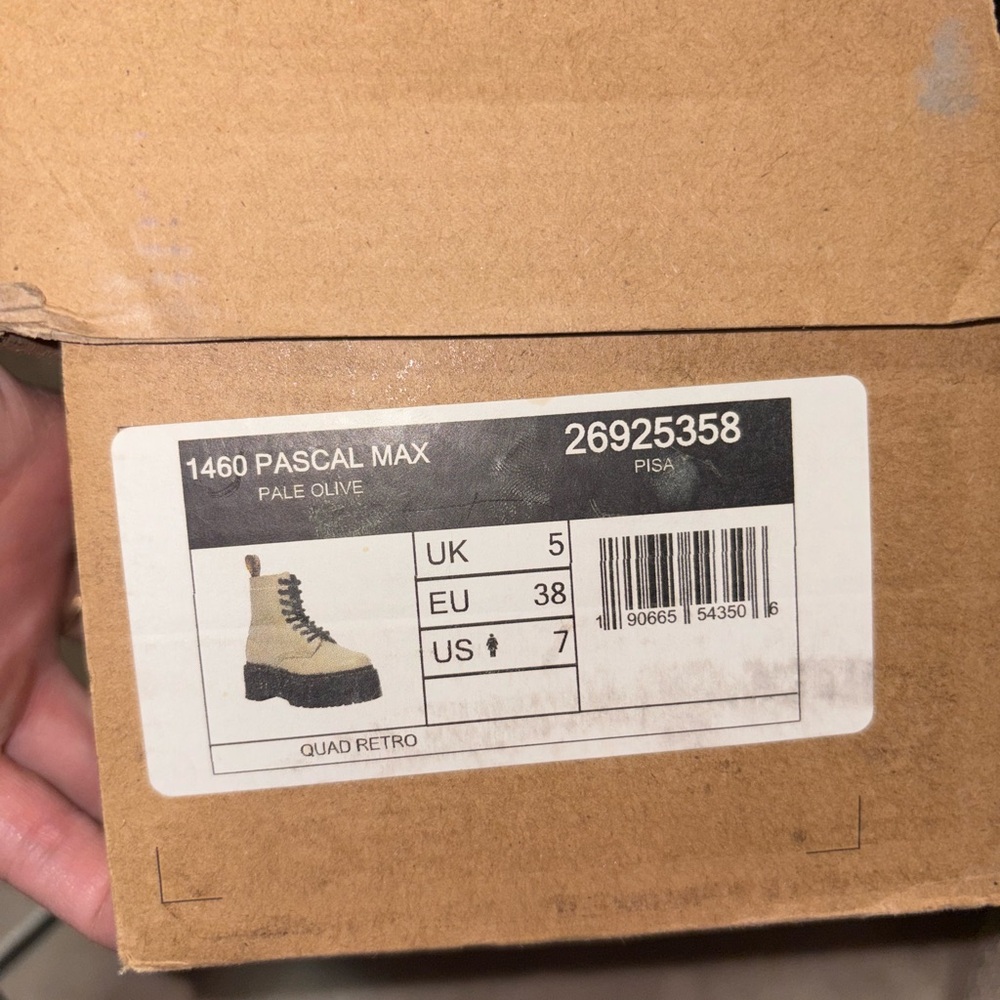 1460 PASCAL MAX
PALE OLIVE
26925358
PISA
UK 5
EU 38
US 7
1 90665 54350 6
QUAD RETRO